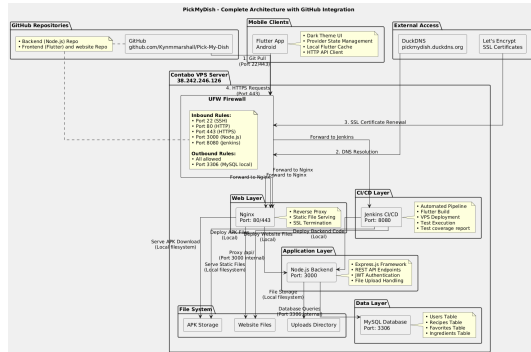 PickMyDish - Complete Architecture with GitHub Integration
GitHub Repositories
• Backend (Node.js) Repo
• Frontend (Flutter) and website Repo
GitHub
github.com/Kynmmarshall/Pick-My-Dish
Mobile Clients
Flutter App
Android
• Dark Theme UI
• Provider State Management
• Local Flutter Cache
• HTTP API Client
External Access
DuckDNS
pickmydish.duckdns.org
Let's Encrypt
SSL Certificates
1. Git Pull
(Port 22/443)
4. HTTPS Requests
(Port 443)
Contabo VPS Server
38.242.246.126
UFW Firewall
Inbound Rules:
• Port 22 (SSH)
• Port 80 (HTTP)
• Port 443 (HTTPS)
• Port 3000 (Node.js)
• Port 8080 (Jenkins)
Outbound Rules:
• All allowed
• Port 3306 (MySQL local)
3. SSL Certificate Renewal
Forward to Jenkins
2. DNS Resolution
Forward to Nginx
Forward to Nginx
Forward to Nginx
Web Layer
Nginx
Port: 80/443
• Reverse Proxy
• Static File Serving
• SSL Termination
CI/CD Layer
Jenkins CI/CD
Port: 8080
• Automated Pipeline
• Flutter Build
• VPS Deployment
• Test Execution
• Test coverage report
Deploy APK
(Local)
Deploy Website Files
(Local)
Deploy Backend Code
(Local)
Serve APK Download
(Local filesystem)
Proxy /api/
(Port 3000 internal)
Serve Static Files
(Local filesystem)
Application Layer
Node.js Backend
Port: 3000
• Express.js Framework
• REST API Endpoints
• JWT Authentication
• File Upload Handling
File Storage
(Local filesystem)
Database Queries
(Port 3306 internal)
File System
APK Storage
Website Files
Uploads Directory
Data Layer
MySQL Database
Port: 3306
• Users Table
• Recipes Table
• Favorites Table
• Ingredients Table